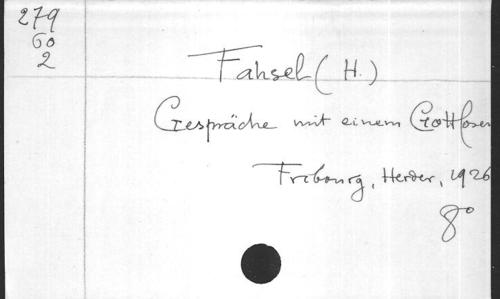 279
60
2
Fahsel (H.)
Gespräche mit einem Gottlosen
Fribourg, Herder, 1926
8°